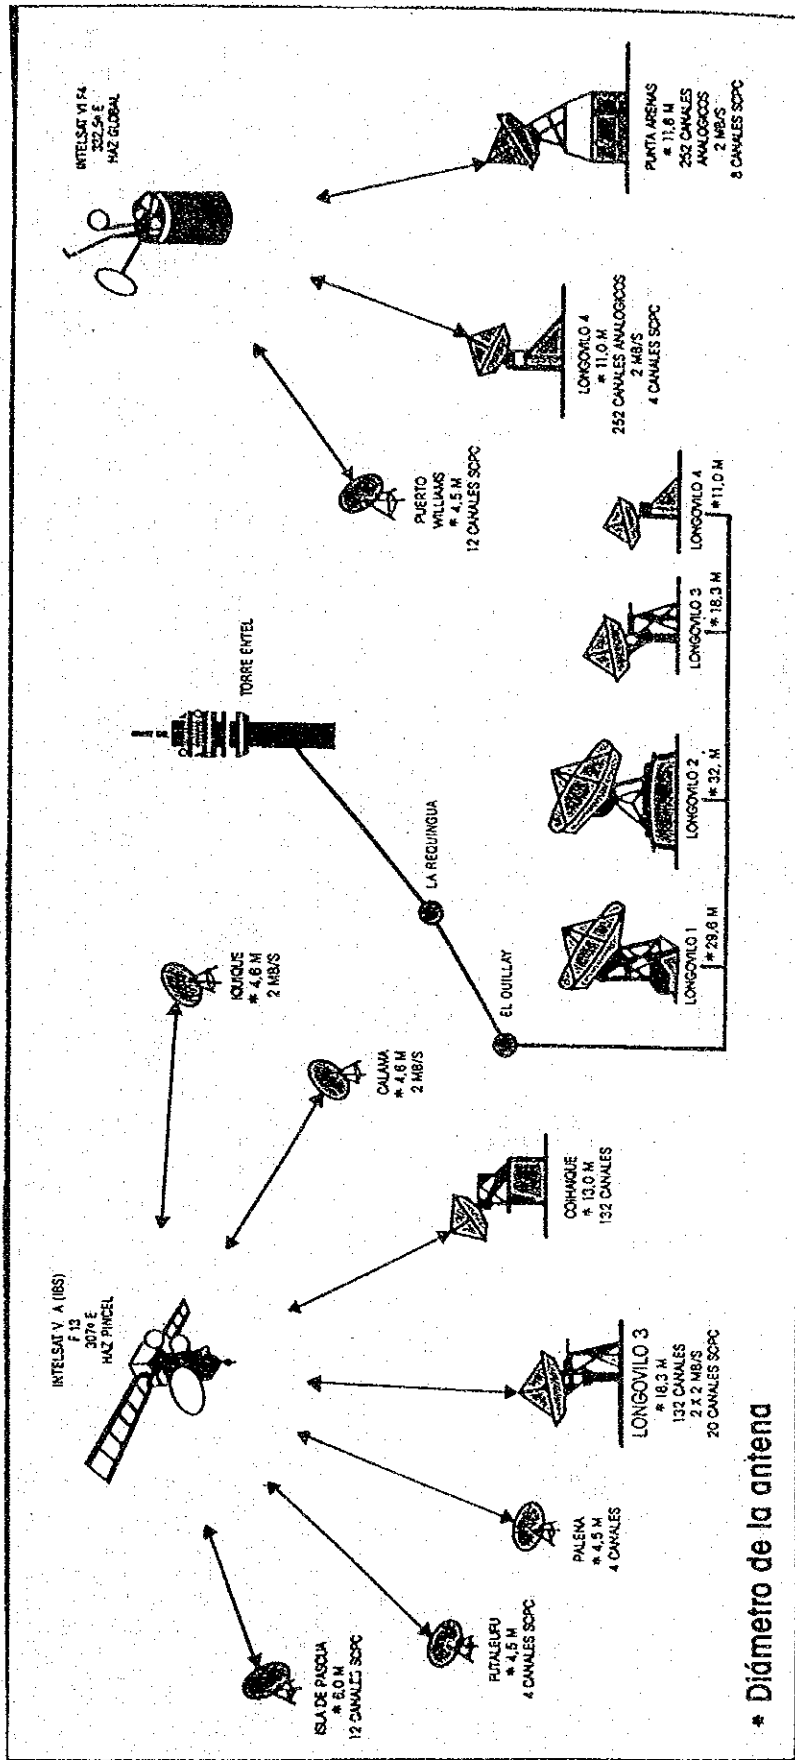 INTELSAT V A (IBS)
F 13
307º E
HAZ PINCEL
INTELSAT VI F4
332,5º E
HAZ GLOBAL
ISLA DE PASCUA
* 6,0 M
12 CANALES SCPC
FUTALEUFU
* 4,5 M
4 CANALES SCPC
PALENA
* 4,5 M
4 CANALES
LONGOVILO 3
* 18,3 M
132 CANALES
2 X 2 MB/S
20 CANALES SCPC
COIHAIQUE
* 13,0 M
132 CANALES
CALAMA
* 4,6 M
2 MB/S
IQUIQUE
* 4,6 M
2 MB/S
TORRE ENTEL
LA REQUINGUA
EL QUILLAY
LONGOVILO 1
* 29,6 M
LONGOVILO 2
* 32, M
LONGOVILO 3
* 18,3 M
LONGOVILO 4
* 11,0 M
PUERTO
WILLIAMS
* 4,5 M
12 CANALES SCPC
LONGOVILO 4
* 11,0 M
252 CANALES ANALOGICOS
2 MB/S
4 CANALES SCPC
PUNTA ARENAS
* 11,8 M
252 CANALES
ANALOGICOS
2 MB/S
8 CANALES SCPC
* Diámetro de la antena